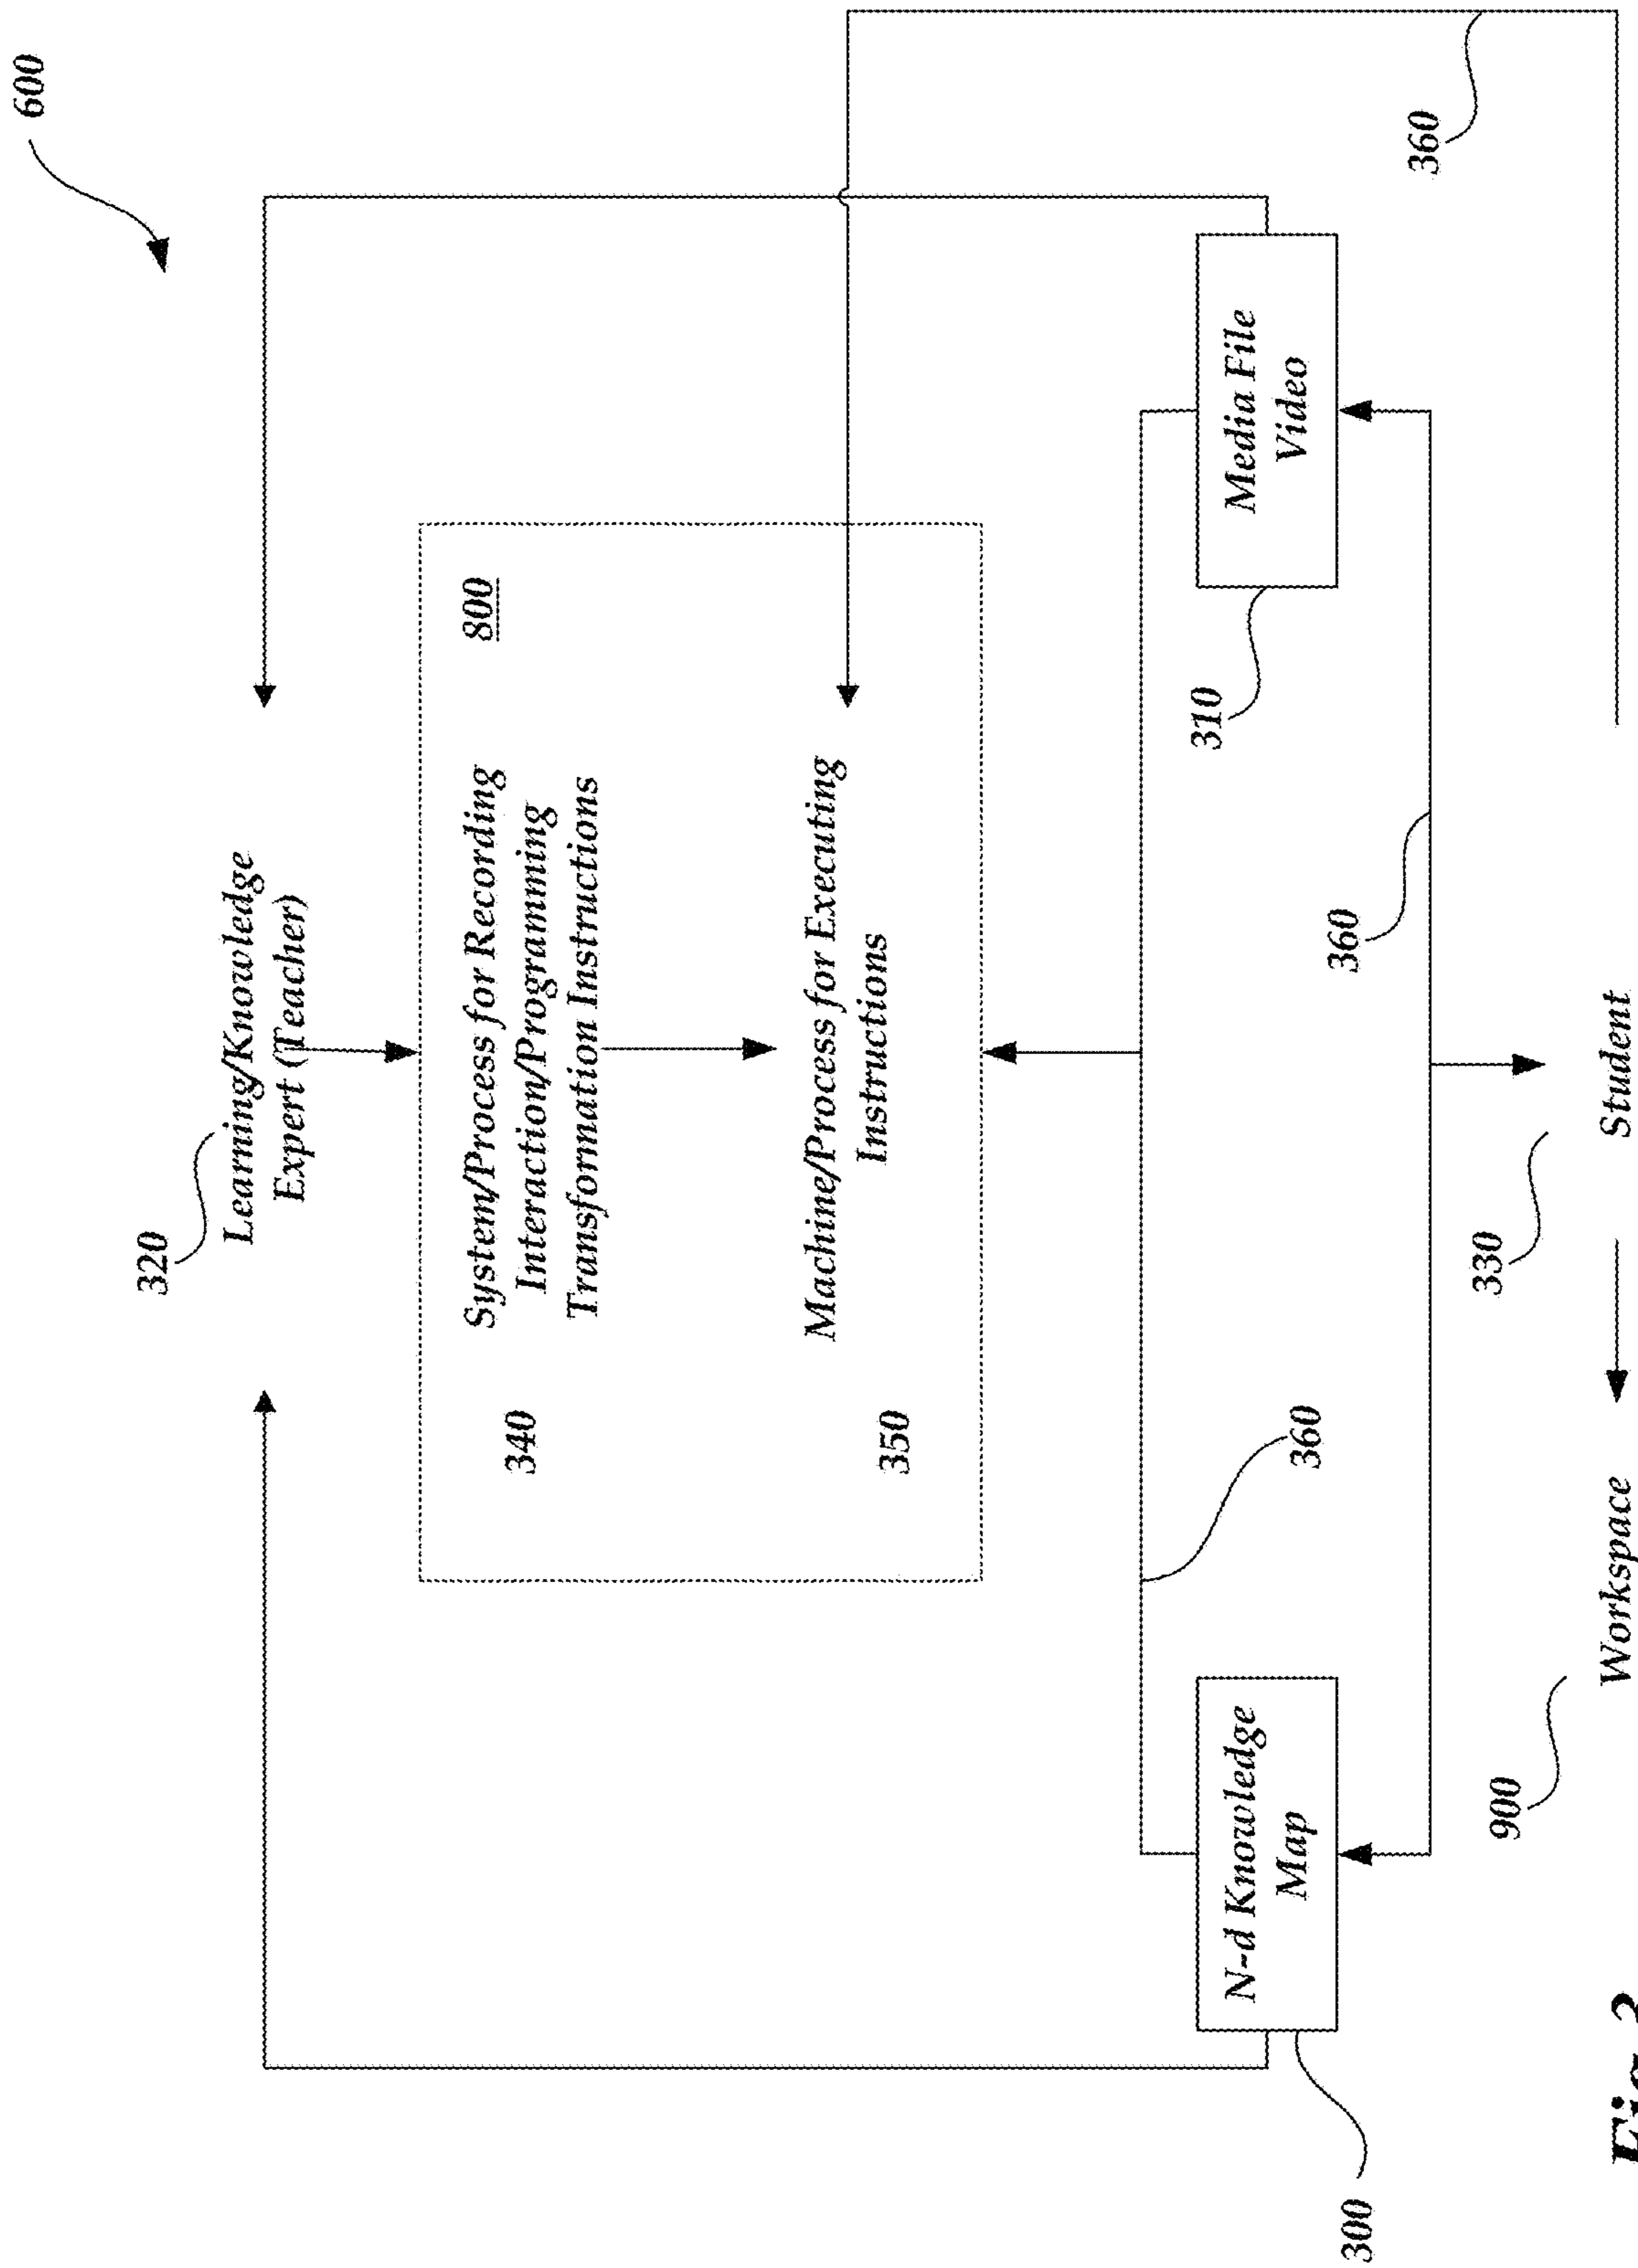 600
320
Learning/Knowledge
Expert (Teacher)
800
340
System/Process for Recording
Interaction/Programming
Transformation Instructions
350
Machine/Process for Executing
Instructions
360
300
N-d Knowledge
Map
310
Media File
Video
360
360
900
Workspace
330
Student